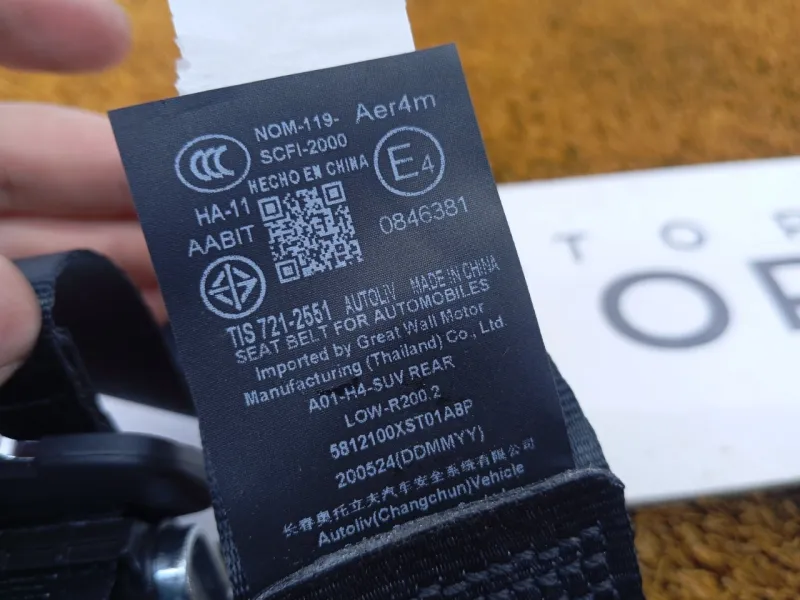 NOM-119-
SCFI-2000
Aer4m
CCC
HECHO EN CHINA
E4
HA-11
AABIT
0846381
TIS 721-2551 AUTOLIV MADE IN CHINA
SEAT BELT FOR AUTOMOBILES
Imported by Great Wall Motor
Manufacturing (Thailand) Co., Ltd.
A01-H4-SUV REAR
LOW-R200.2
5812100XST01A8P
200524(DDMMYY)
长春奥托立夫汽车安全系统有限公司
Autoliv(Changchun)Vehicle